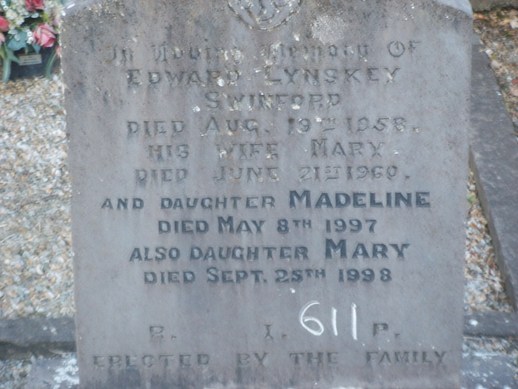 In Loving Memory OF
EDWARD LYNSKEY
SWINFORD
DIED AUG. 19TH 1958.
HIS WIFE MARY
DIED JUNE 21ST 1960.
AND DAUGHTER MADELINE
DIED MAY 8TH 1997
ALSO DAUGHTER MARY
DIED SEPT. 25TH 1998
R. I. 611 P.
ERECTED BY THE FAMILY